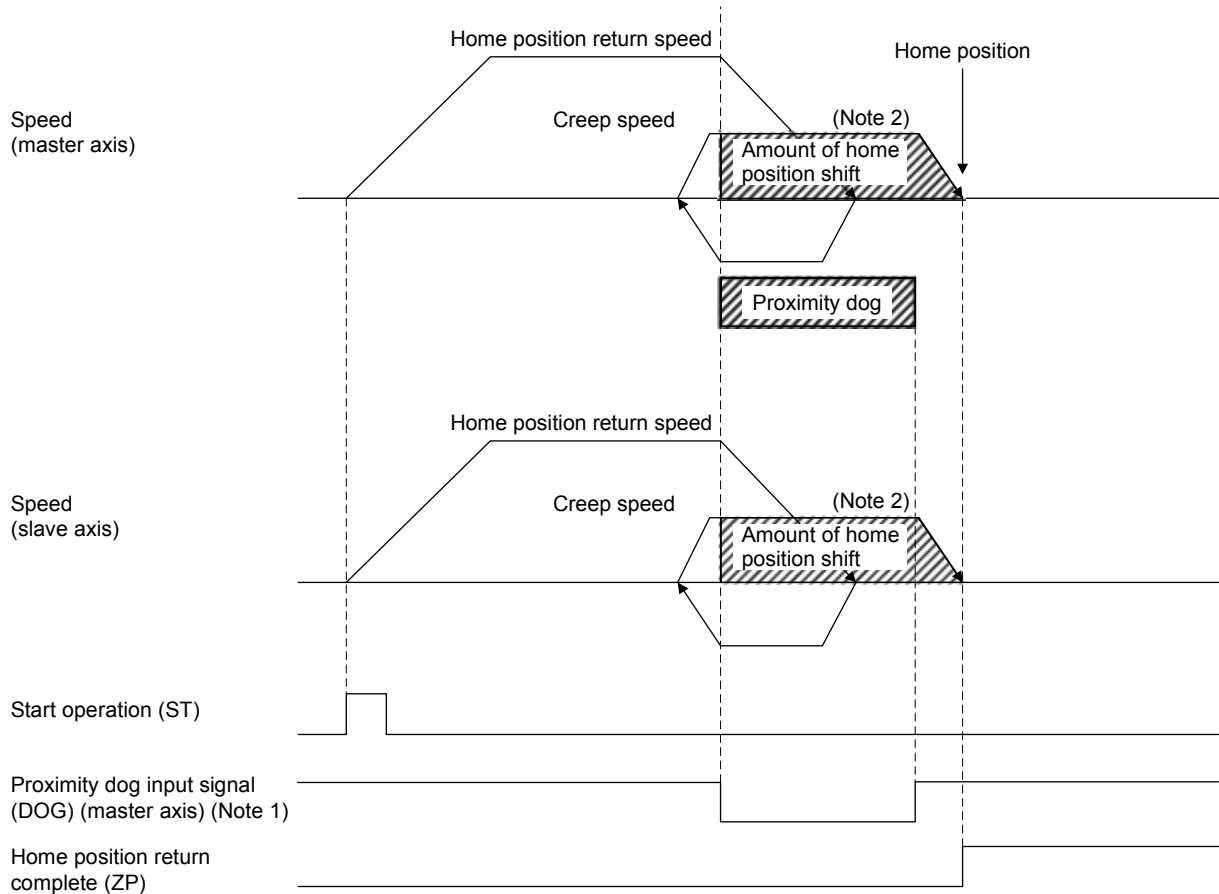 Home position return speed
Home position
Speed
(master axis)
Creep speed
(Note 2)
Amount of home
position shift
Proximity dog
Home position return speed
Speed
(slave axis)
Creep speed
(Note 2)
Amount of home
position shift
Start operation (ST)
Proximity dog input signal
(DOG) (master axis) (Note 1)
Home position return
complete (ZP)